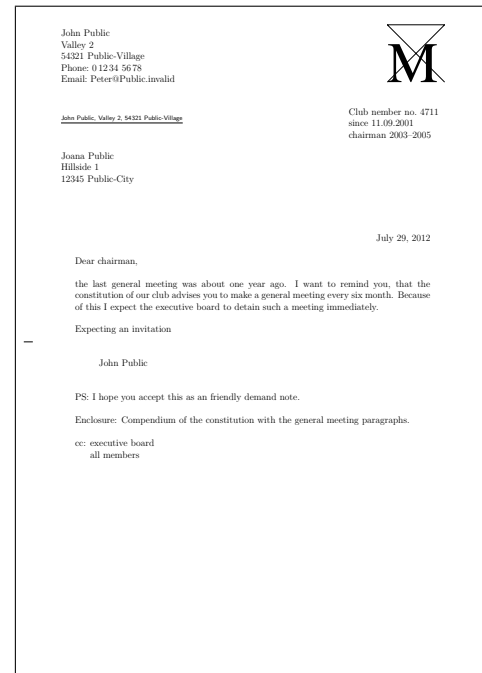 John Public
Valley 2
54321 Public-Village
Phone: 0 12 34 56 78
Email: Peter@Public.invalid
M
John Public, Valley 2, 54321 Public-Village
Club nember no. 4711
since 11.09.2001
chairman 2003–2005
Joana Public
Hillside 1
12345 Public-City
July 29, 2012
Dear chairman,
the last general meeting was about one year ago. I want to remind you, that the
constitution of our club advises you to make a general meeting every six month. Because
of this I expect the executive board to detain such a meeting immediately.
Expecting an invitation
John Public
PS: I hope you accept this as an friendly demand note.
Enclosure: Compendium of the constitution with the general meeting paragraphs.
cc: executive board
all members